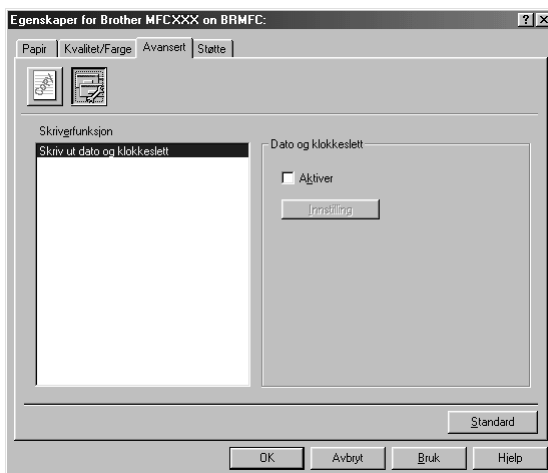 Egenskaper for Brother MFCXXX on BRMFC:
Papir Kvalitet/Farge Avansert Støtte
COPY
Skriverfunksjon
Skriv ut dato og klokkeslett
Dato og klokkeslett
Aktiver
Innstilling
Standard
OK Avbryt Bruk Hjelp